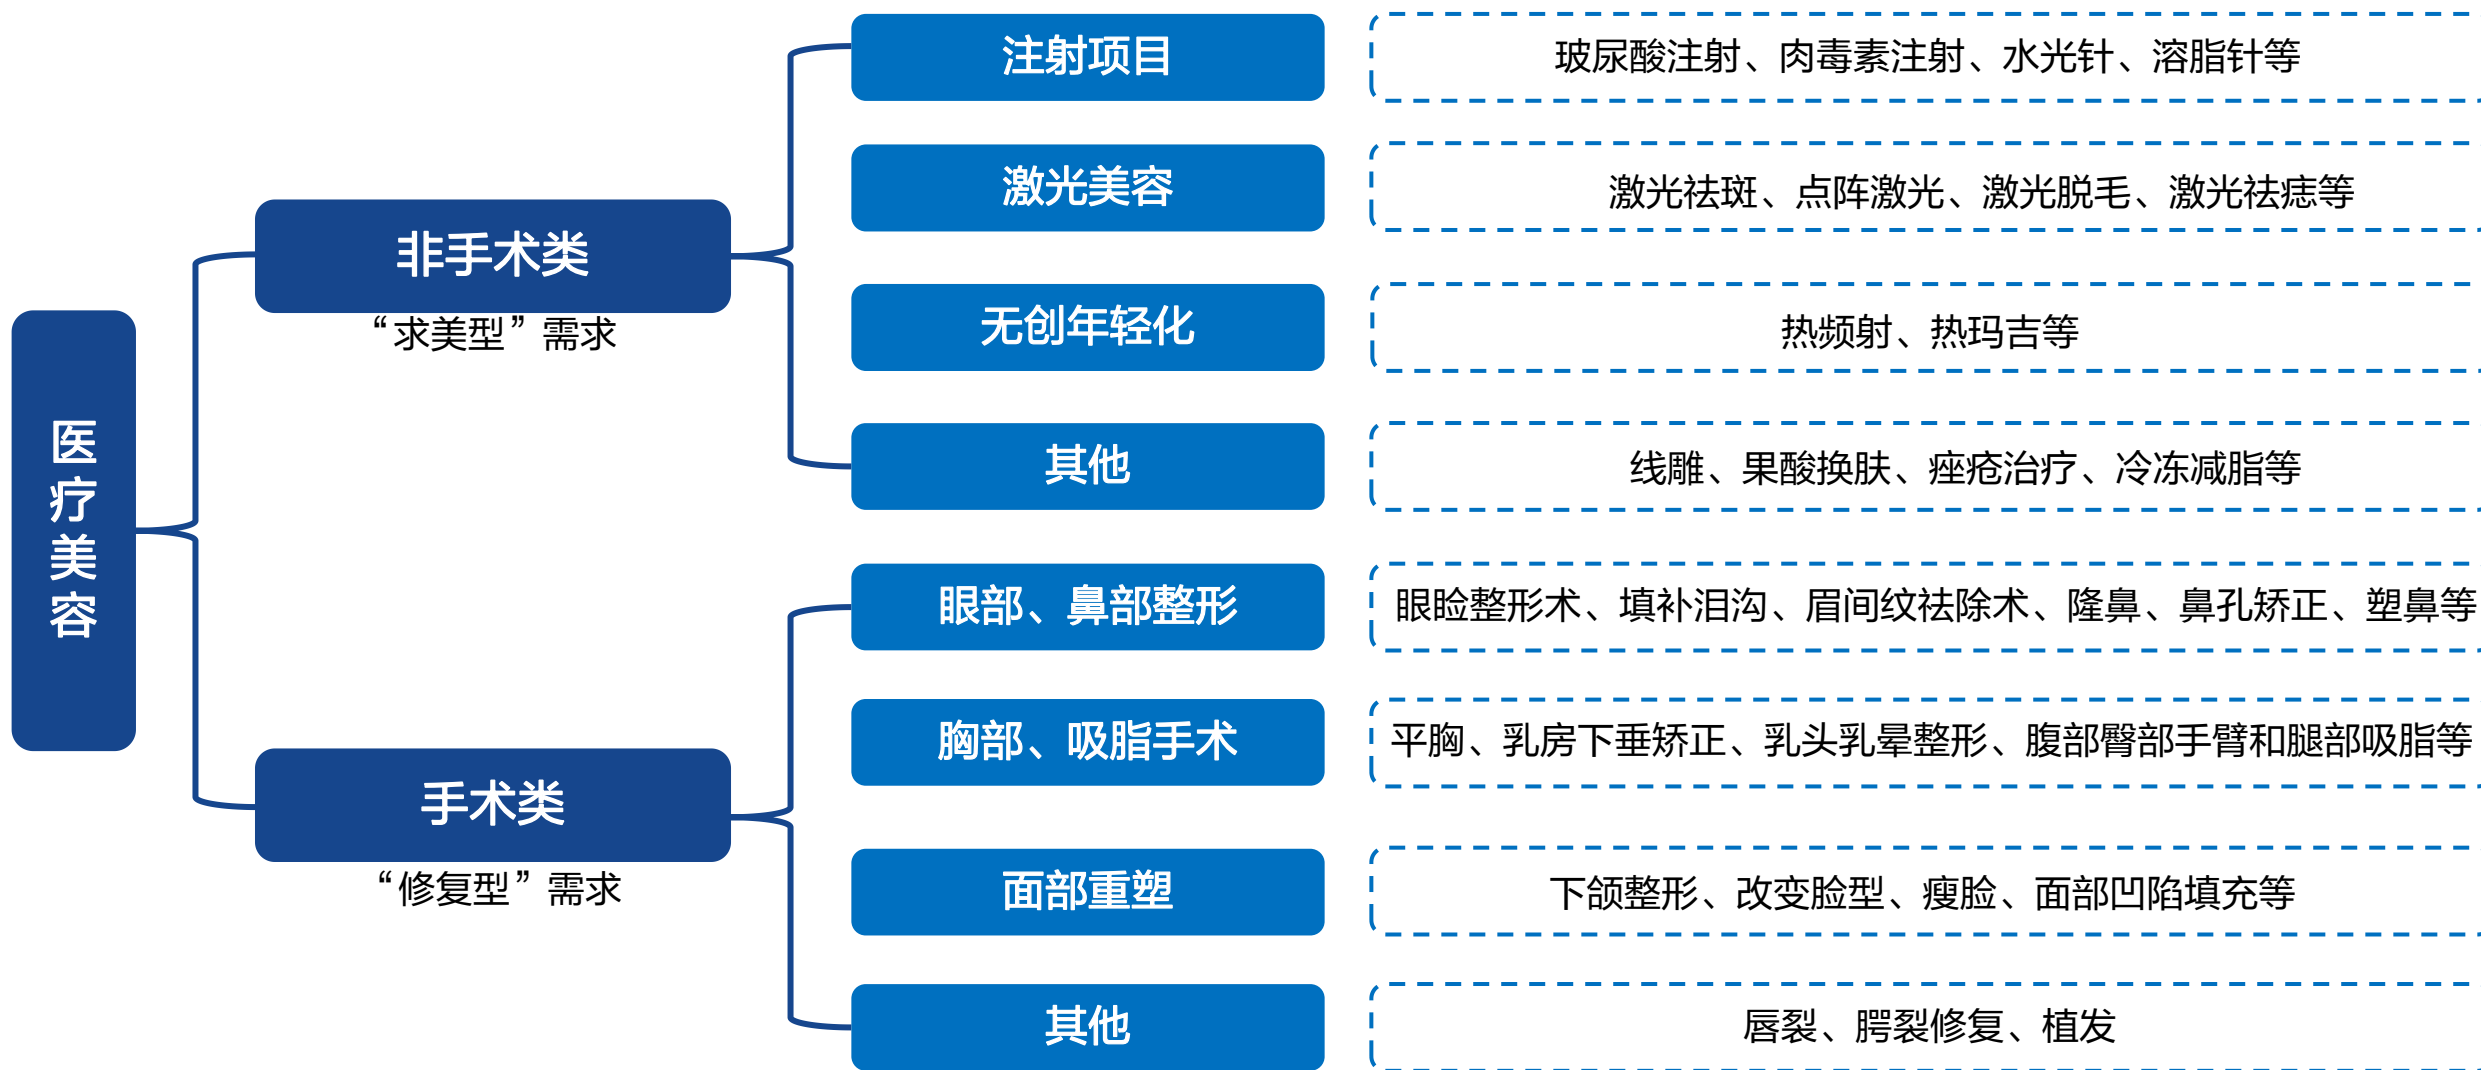 医疗美容
非手术类
“求美型”需求
注射项目
玻尿酸注射、肉毒素注射、水光针、溶脂针等
激光美容
激光祛斑、点阵激光、激光脱毛、激光祛痣等
无创年轻化
热频射、热玛吉等
其他
线雕、果酸换肤、痤疮治疗、冷冻减脂等
手术类
“修复型”需求
眼部、鼻部整形
眼睑整形术、填补泪沟、眉间纹祛除术、隆鼻、鼻孔矫正、塑鼻等
胸部、吸脂手术
平胸、乳房下垂矫正、乳头乳晕整形、腹部臀部手臂和腿部吸脂等
面部重塑
下颌整形、改变脸型、瘦脸、面部凹陷填充等
其他
唇裂、腭裂修复、植发